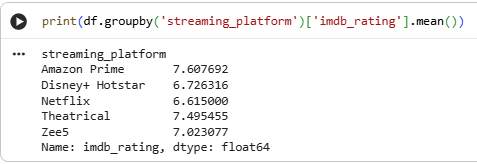 print(df.groupby('streaming_platform')['imdb_rating'].mean())
streaming_platform
Amazon Prime      7.607692
Disney+ Hotstar   6.726316
Netflix           6.615000
Theatrical        7.495455
Zee5              7.023077
Name: imdb_rating, dtype: float64